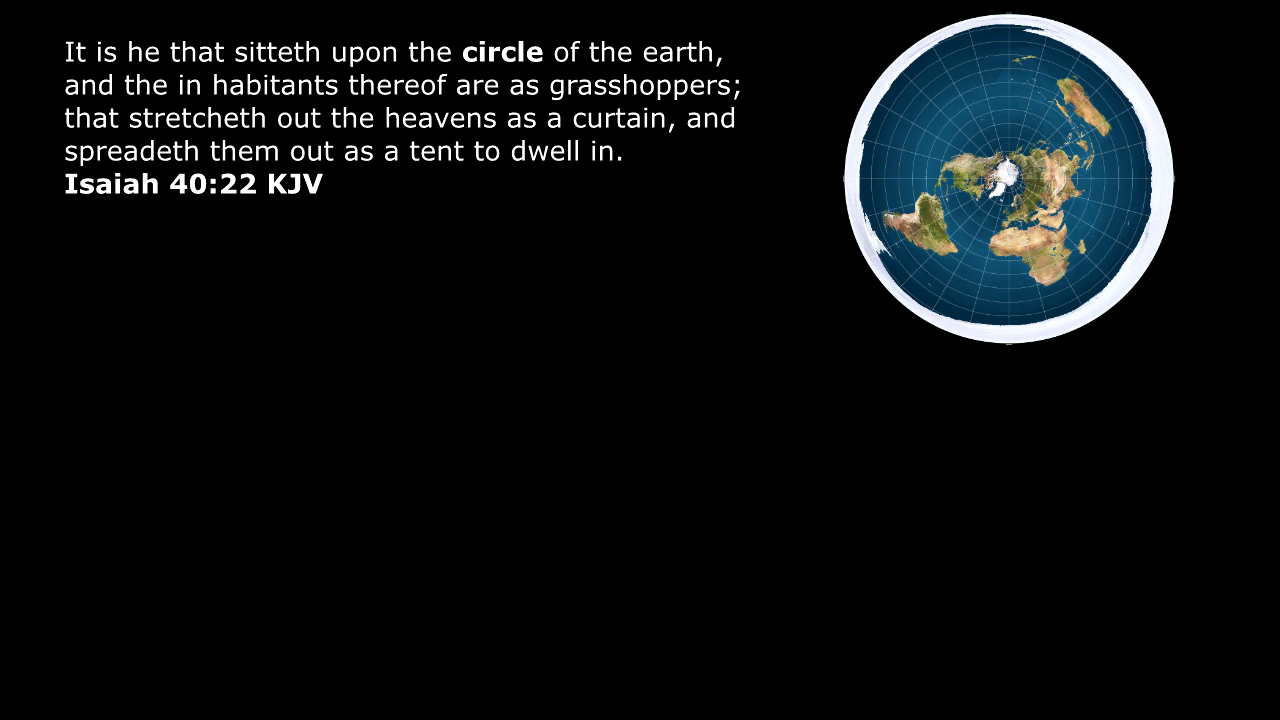 It is he that sitteth upon the circle of the earth,
and the in habitants thereof are as grasshoppers;
that stretcheth out the heavens as a curtain, and
spreadeth them out as a tent to dwell in.
Isaiah 40:22 KJV